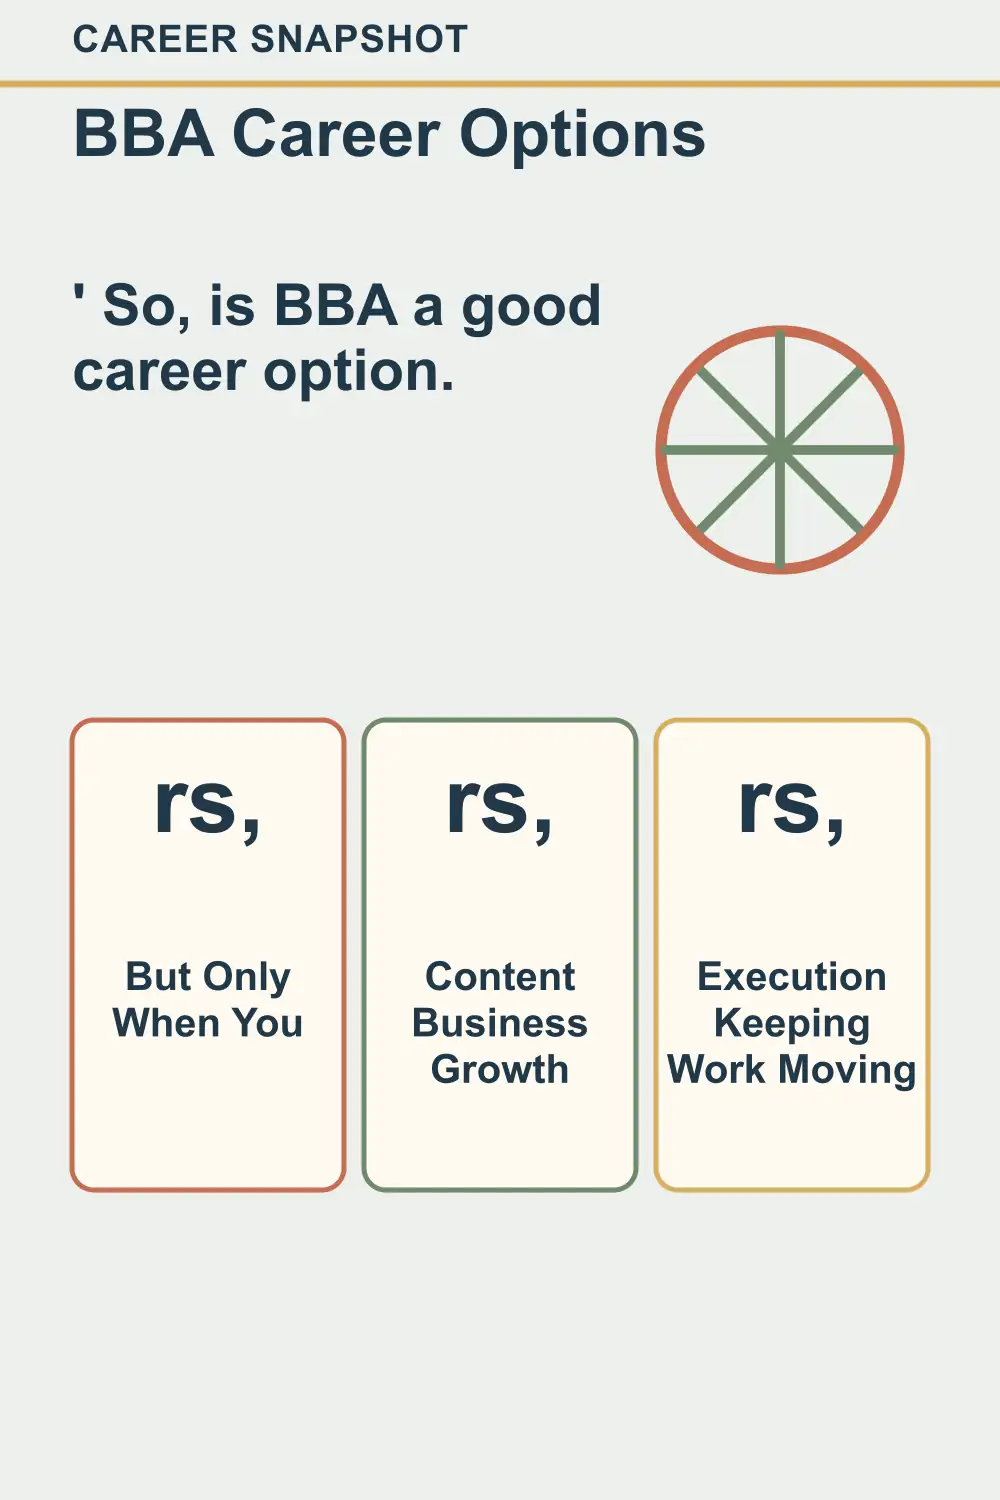 CAREER SNAPSHOT
BBA Career Options
' So, is BBA a good
career option.
rs,
But Only
When You
rs,
Content
Business
Growth
rs,
Execution
Keeping
Work Moving